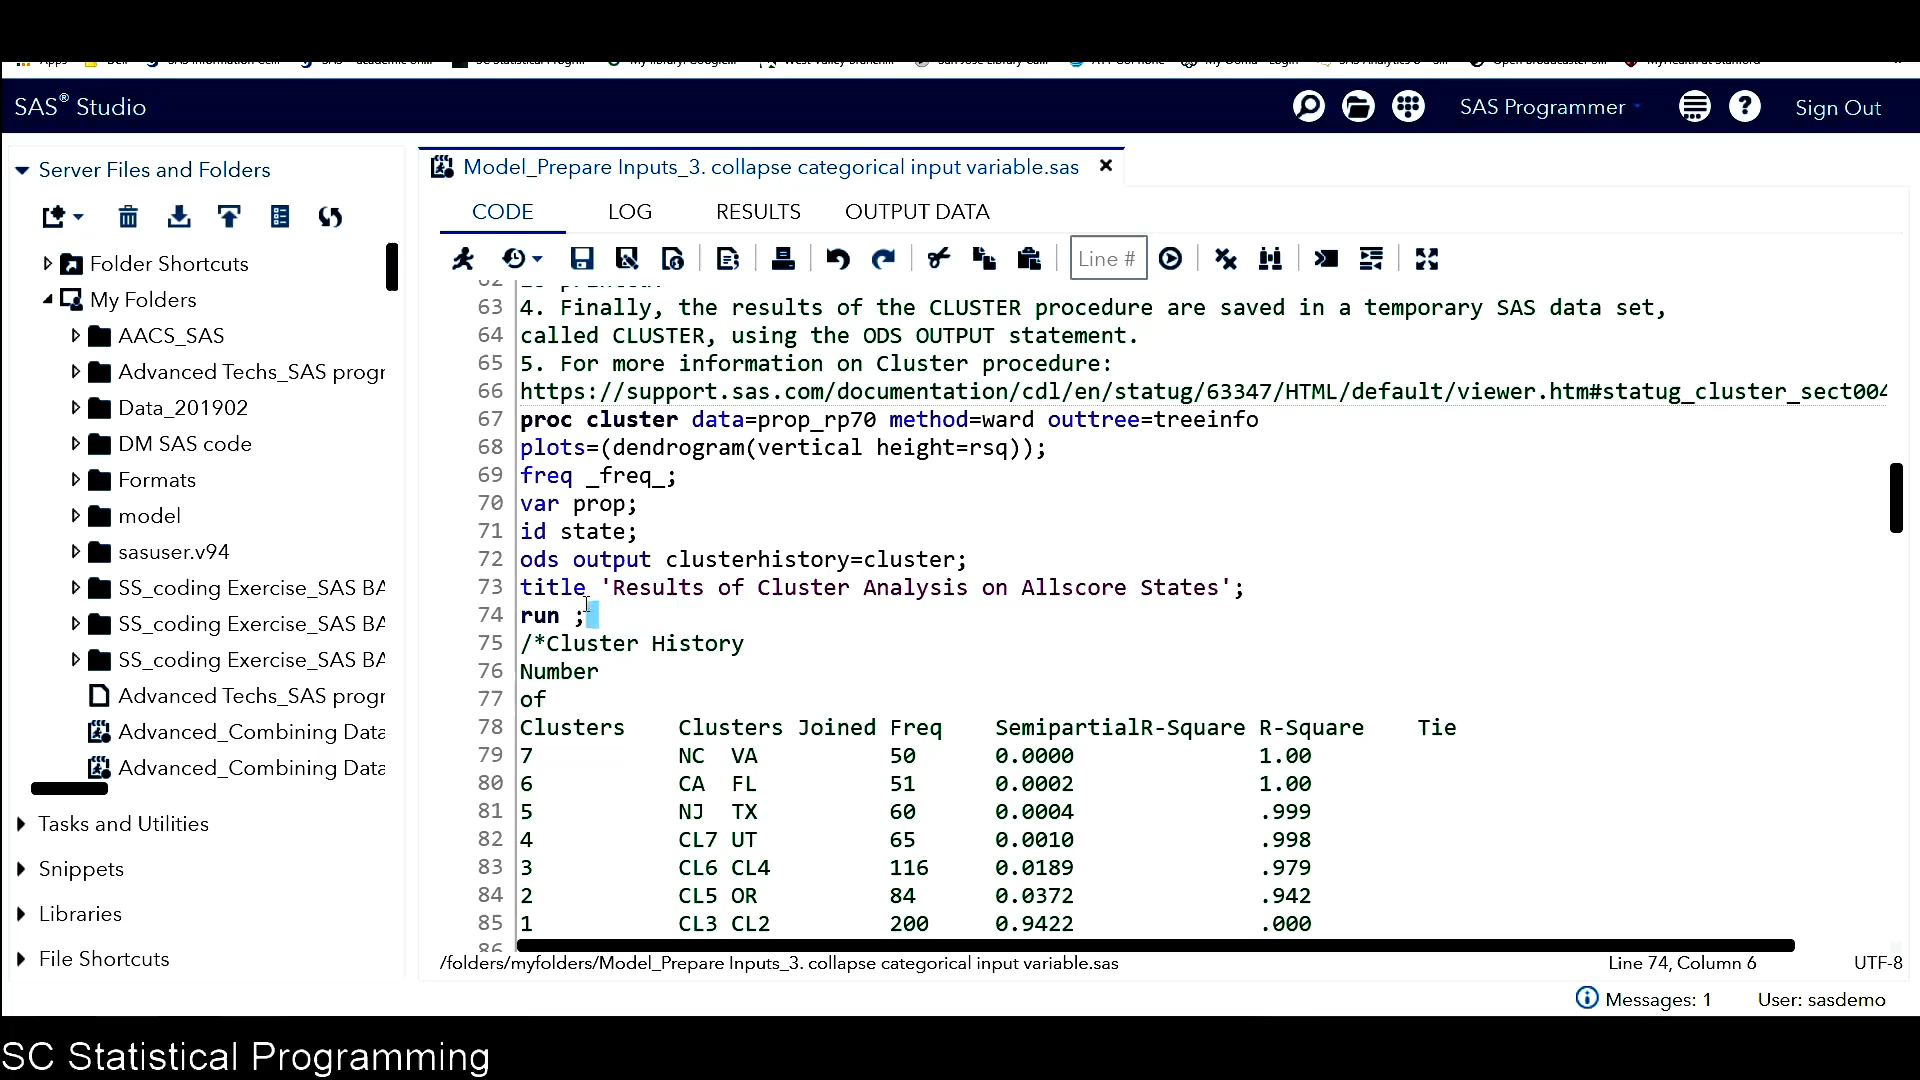 SAS® Studio
SAS Programmer
Sign Out
Server Files and Folders
Folder Shortcuts
My Folders
AACS_SAS
Advanced Techs_SAS progr
Data_201902
DM SAS code
Formats
model
sasuser.v94
SS_coding Exercise_SAS BA
SS_coding Exercise_SAS BA
SS_coding Exercise_SAS BA
Advanced Techs_SAS progr
Advanced_Combining Data
Advanced_Combining Data
Tasks and Utilities
Snippets
Libraries
File Shortcuts
Model_Prepare Inputs_3. collapse categorical input variable.sas
CODE LOG RESULTS OUTPUT DATA
Line #
63 4. Finally, the results of the CLUSTER procedure are saved in a temporary SAS data set,
64 called CLUSTER, using the ODS OUTPUT statement.
65 5. For more information on Cluster procedure:
66 https://support.sas.com/documentation/cdl/en/statug/63347/HTML/default/viewer.htm#statug_cluster_sect004
67 proc cluster data=prop_rp70 method=ward outtree=treeinfo
68 plots=(dendrogram(vertical height=rsq));
69 freq _freq_;
70 var prop;
71 id state;
72 ods output clusterhistory=cluster;
73 title 'Results of Cluster Analysis on Allscore States';
74 run ;
75 /*Cluster History
76 Number
77 of
78 Clusters Clusters Joined Freq SemipartialR-Square R-Square Tie
79 7 NC VA 50 0.0000 1.00
80 6 CA FL 51 0.0002 1.00
81 5 NJ TX 60 0.0004 .999
82 4 CL7 UT 65 0.0010 .998
83 3 CL6 CL4 116 0.0189 .979
84 2 CL5 OR 84 0.0372 .942
85 1 CL3 CL2 200 0.9422 .000
86
/folders/myfolders/Model_Prepare Inputs_3. collapse categorical input variable.sas
Line 74, Column 6
UTF-8
Messages: 1
User: sasdemo
SC Statistical Programming